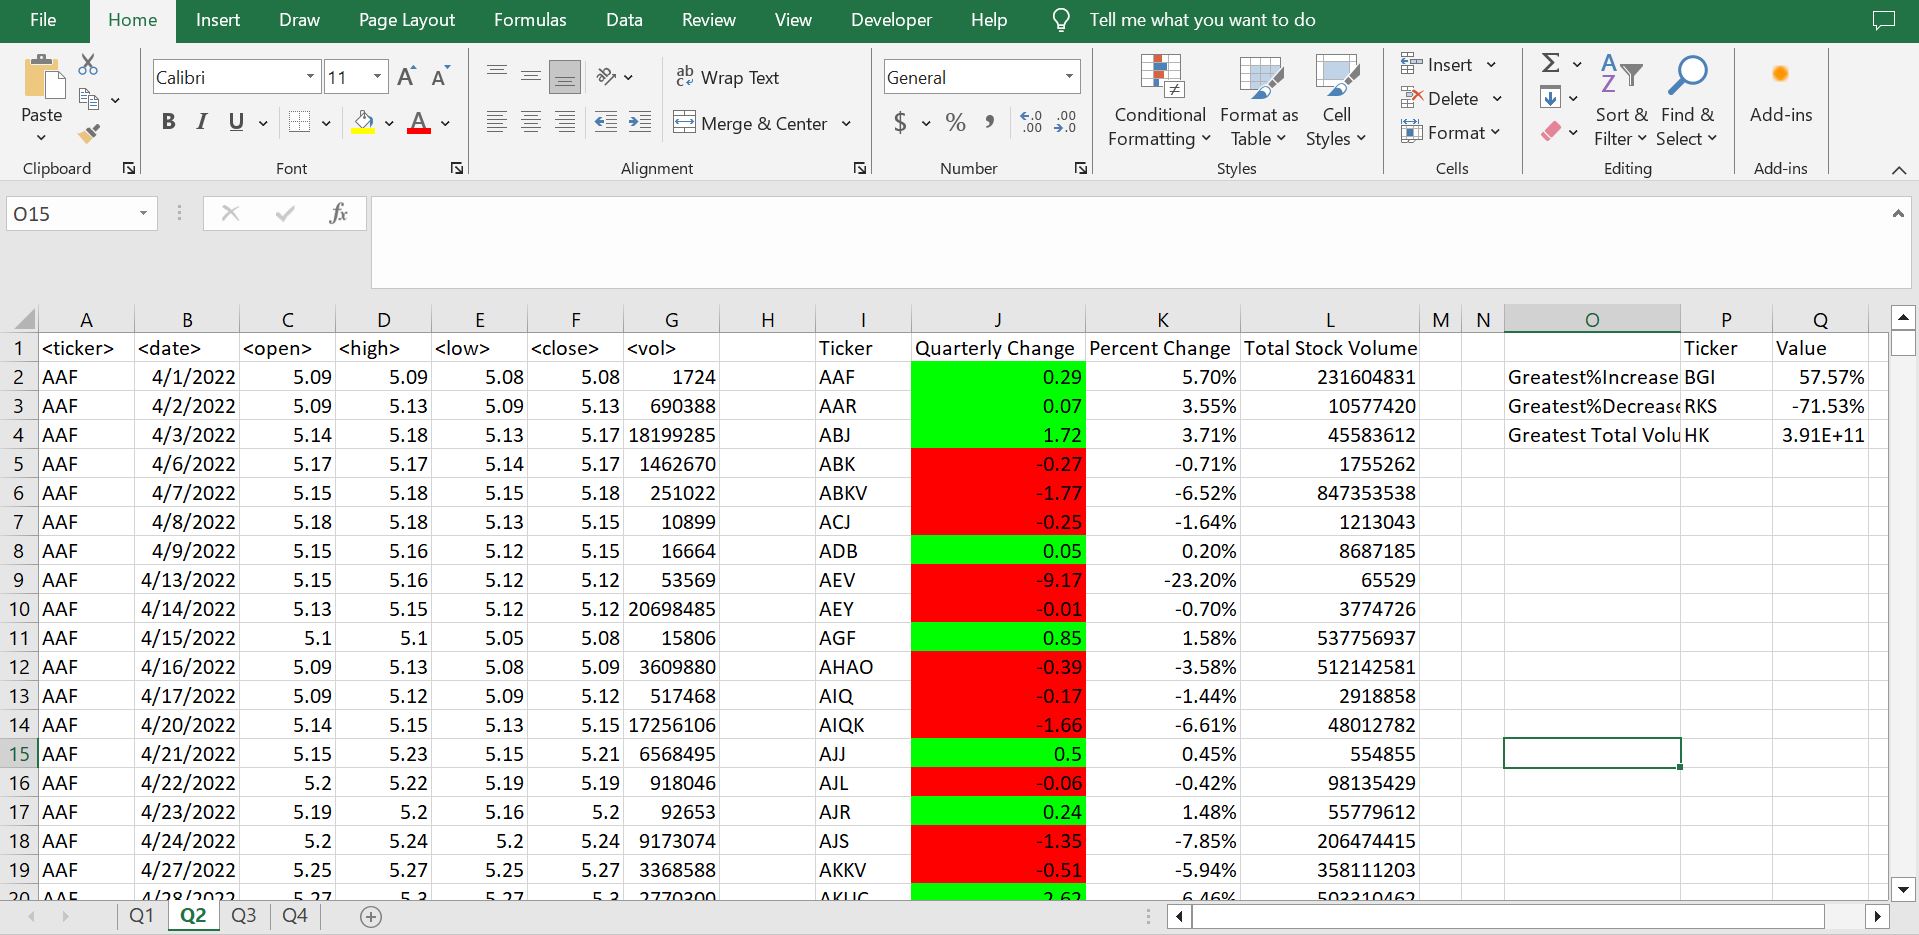 File Home Insert Draw Page Layout Formulas Data Review View Developer Help Tell me what you want to do
Paste
Clipboard
Calibri 11
B I U A
Font
ab Wrap Text
Merge & Center
Alignment
General
$ % 9
Number
Conditional Formatting
Format as Table
Cell Styles
Styles
Insert
Delete
Format
Cells
Sort & Filter
Find & Select
Editing
Add-ins
Add-ins
O15 fx
A B C D E F G H I J K L M N O P Q
1 <ticker> <date> <open> <high> <low> <close> <vol> Ticker Quarterly Change Percent Change Total Stock Volume Ticker Value
2 AAF 4/1/2022 5.09 5.09 5.08 5.08 1724 AAF 0.29 5.70% 231604831 Greatest%Increase BGI 57.57%
3 AAF 4/2/2022 5.09 5.13 5.09 5.13 690388 AAR 0.07 3.55% 10577420 Greatest%Decrease RKS -71.53%
4 AAF 4/3/2022 5.14 5.18 5.13 5.17 18199285 ABJ 1.72 3.71% 45583612 Greatest Total Volu HK 3.91E+11
5 AAF 4/6/2022 5.17 5.17 5.14 5.17 1462670 ABK -0.27 -0.71% 1755262
6 AAF 4/7/2022 5.15 5.18 5.15 5.18 251022 ABKV -1.77 -6.52% 847353538
7 AAF 4/8/2022 5.18 5.18 5.13 5.15 10899 ACJ -0.25 -1.64% 1213043
8 AAF 4/9/2022 5.15 5.16 5.12 5.15 16664 ADB 0.05 0.20% 8687185
9 AAF 4/13/2022 5.15 5.16 5.12 5.12 53569 AEV -9.17 -23.20% 65529
10 AAF 4/14/2022 5.13 5.15 5.12 5.12 20698485 AEY -0.01 -0.70% 3774726
11 AAF 4/15/2022 5.1 5.1 5.05 5.08 15806 AGF 0.85 1.58% 537756937
12 AAF 4/16/2022 5.09 5.13 5.08 5.09 3609880 AHAO -0.39 -3.58% 512142581
13 AAF 4/17/2022 5.09 5.12 5.09 5.12 517468 AIQ -0.17 -1.44% 2918858
14 AAF 4/20/2022 5.14 5.15 5.13 5.15 17256106 AIQK -1.66 -6.61% 48012782
15 AAF 4/21/2022 5.15 5.23 5.15 5.21 6568495 AJJ 0.5 0.45% 554855
16 AAF 4/22/2022 5.2 5.22 5.19 5.19 918046 AJL -0.06 -0.42% 98135429
17 AAF 4/23/2022 5.19 5.2 5.16 5.2 92653 AJR 0.24 1.48% 55779612
18 AAF 4/24/2022 5.2 5.24 5.2 5.24 9173074 AJS -1.35 -7.85% 206474415
19 AAF 4/27/2022 5.25 5.27 5.25 5.27 3368588 AKKV -0.51 -5.94% 358111203
20 AAF 4/28/2022 5.27 5.3 5.27 5.3 2.62 6.46%
Q1 Q2 Q3 Q4